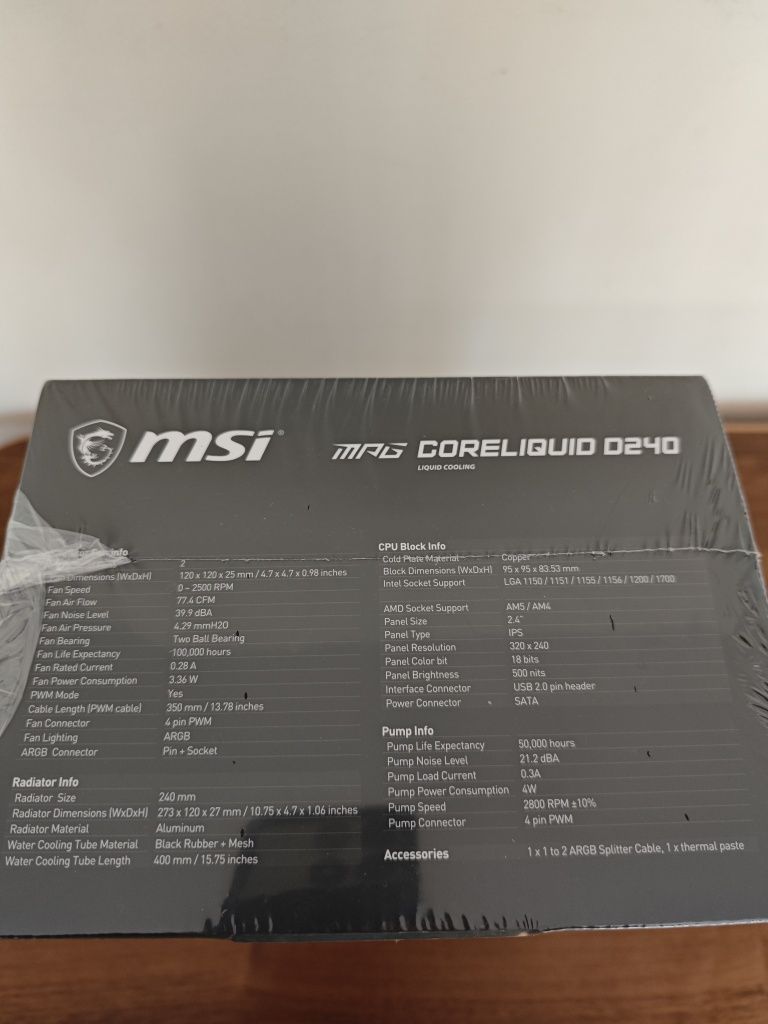 msi
MPG CORELIQUID D240
LIQUID COOLING
Info
2
Fan Dimensions (WxDxH) 120 x 120 x 25 mm / 4.7 x 4.7 x 0.98 inches
Fan Speed 0 – 2500 RPM
Fan Air Flow 77.4 CFM
Fan Noise Level 39.9 dBA
Fan Air Pressure 4.29 mmH2O
Fan Bearing Two Ball Bearing
Fan Life Expectancy 100,000 hours
Fan Rated Current 0.28 A
Fan Power Consumption 3.36 W
PWM Mode Yes
Cable Length (PWM cable) 350 mm / 13.78 inches
Fan Connector 4 pin PWM
Fan Lighting ARGB
ARGB Connector Pin + Socket
Radiator Info
Radiator Size 240 mm
Radiator Dimensions (WxDxH) 273 x 120 x 27 mm / 10.75 x 4.7 x 1.06 inches
Radiator Material Aluminum
Water Cooling Tube Material Black Rubber + Mesh
Water Cooling Tube Length 400 mm / 15.75 inches
CPU Block Info
Cold Plate Material Copper
Block Dimensions (WxDxH) 95 x 95 x 83.53 mm
Intel Socket Support LGA 1150 / 1151 / 1155 / 1156 / 1200 / 1700
AMD Socket Support AM5 / AM4
Panel Size 2.4"
Panel Type IPS
Panel Resolution 320 x 240
Panel Color bit 18 bits
Panel Brightness 500 nits
Interface Connector USB 2.0 pin header
Power Connector SATA
Pump Info
Pump Life Expectancy 50,000 hours
Pump Noise Level 21.2 dBA
Pump Load Current 0.3A
Pump Power Consumption 4W
Pump Speed 2800 RPM ±10%
Pump Connector 4 pin PWM
Accessories 1 x 1 to 2 ARGB Splitter Cable, 1 x thermal paste